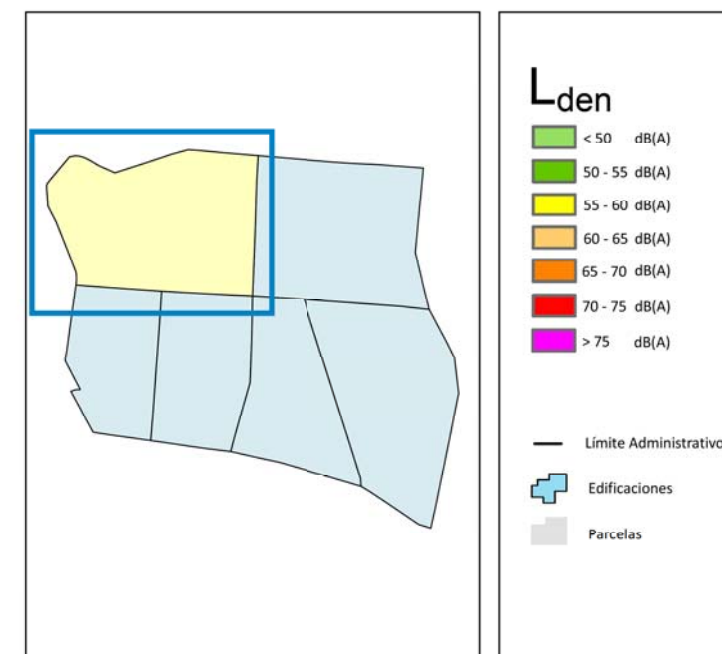 Lden
< 50 dB(A)
50 - 55 dB(A)
55 - 60 dB(A)
60 - 65 dB(A)
65 - 70 dB(A)
70 - 75 dB(A)
> 75 dB(A)
Límite Administrativo
Edificaciones
Parcelas